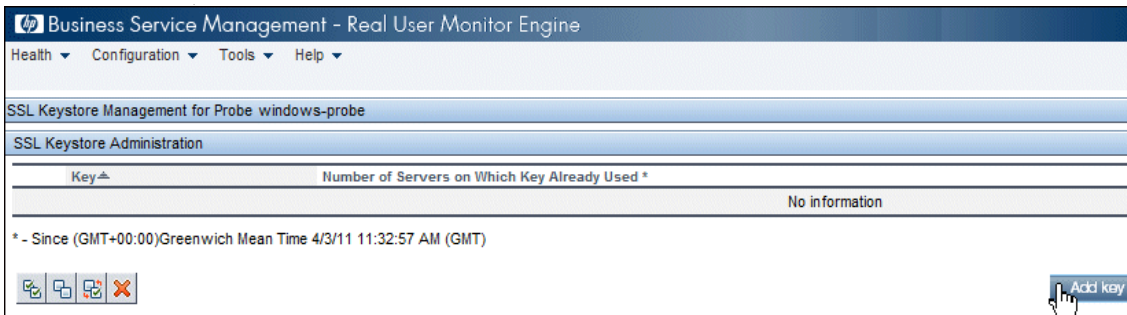 hp Business Service Management - Real User Monitor Engine
Health Configuration Tools Help
SSL Keystore Management for Probe windows-probe
SSL Keystore Administration
Key Number of Servers on Which Key Already Used *
No information
* - Since (GMT+00:00)Greenwich Mean Time 4/3/11 11:32:57 AM (GMT)
Add key